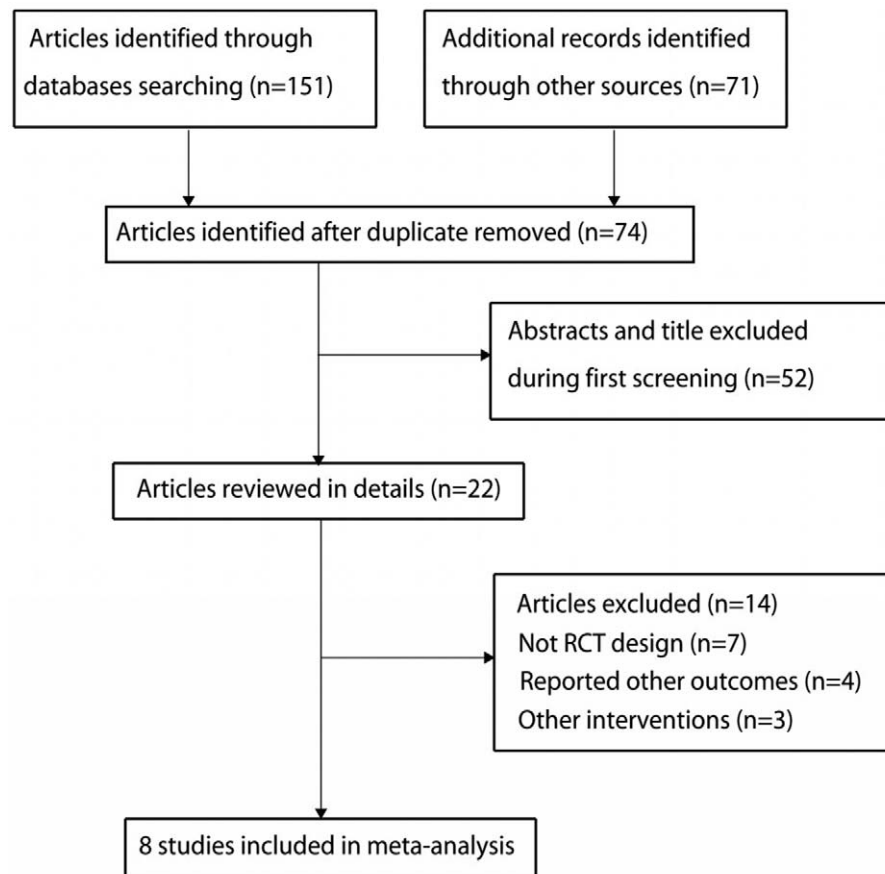 Articles identified through
databases searching (n=151)
Additional records identified
through other sources (n=71)
Articles identified after duplicate removed (n=74)
Abstracts and title excluded
during first screening (n=52)
Articles reviewed in details (n=22)
Articles excluded (n=14)
Not RCT design (n=7)
Reported other outcomes (n=4)
Other interventions (n=3)
8 studies included in meta-analysis